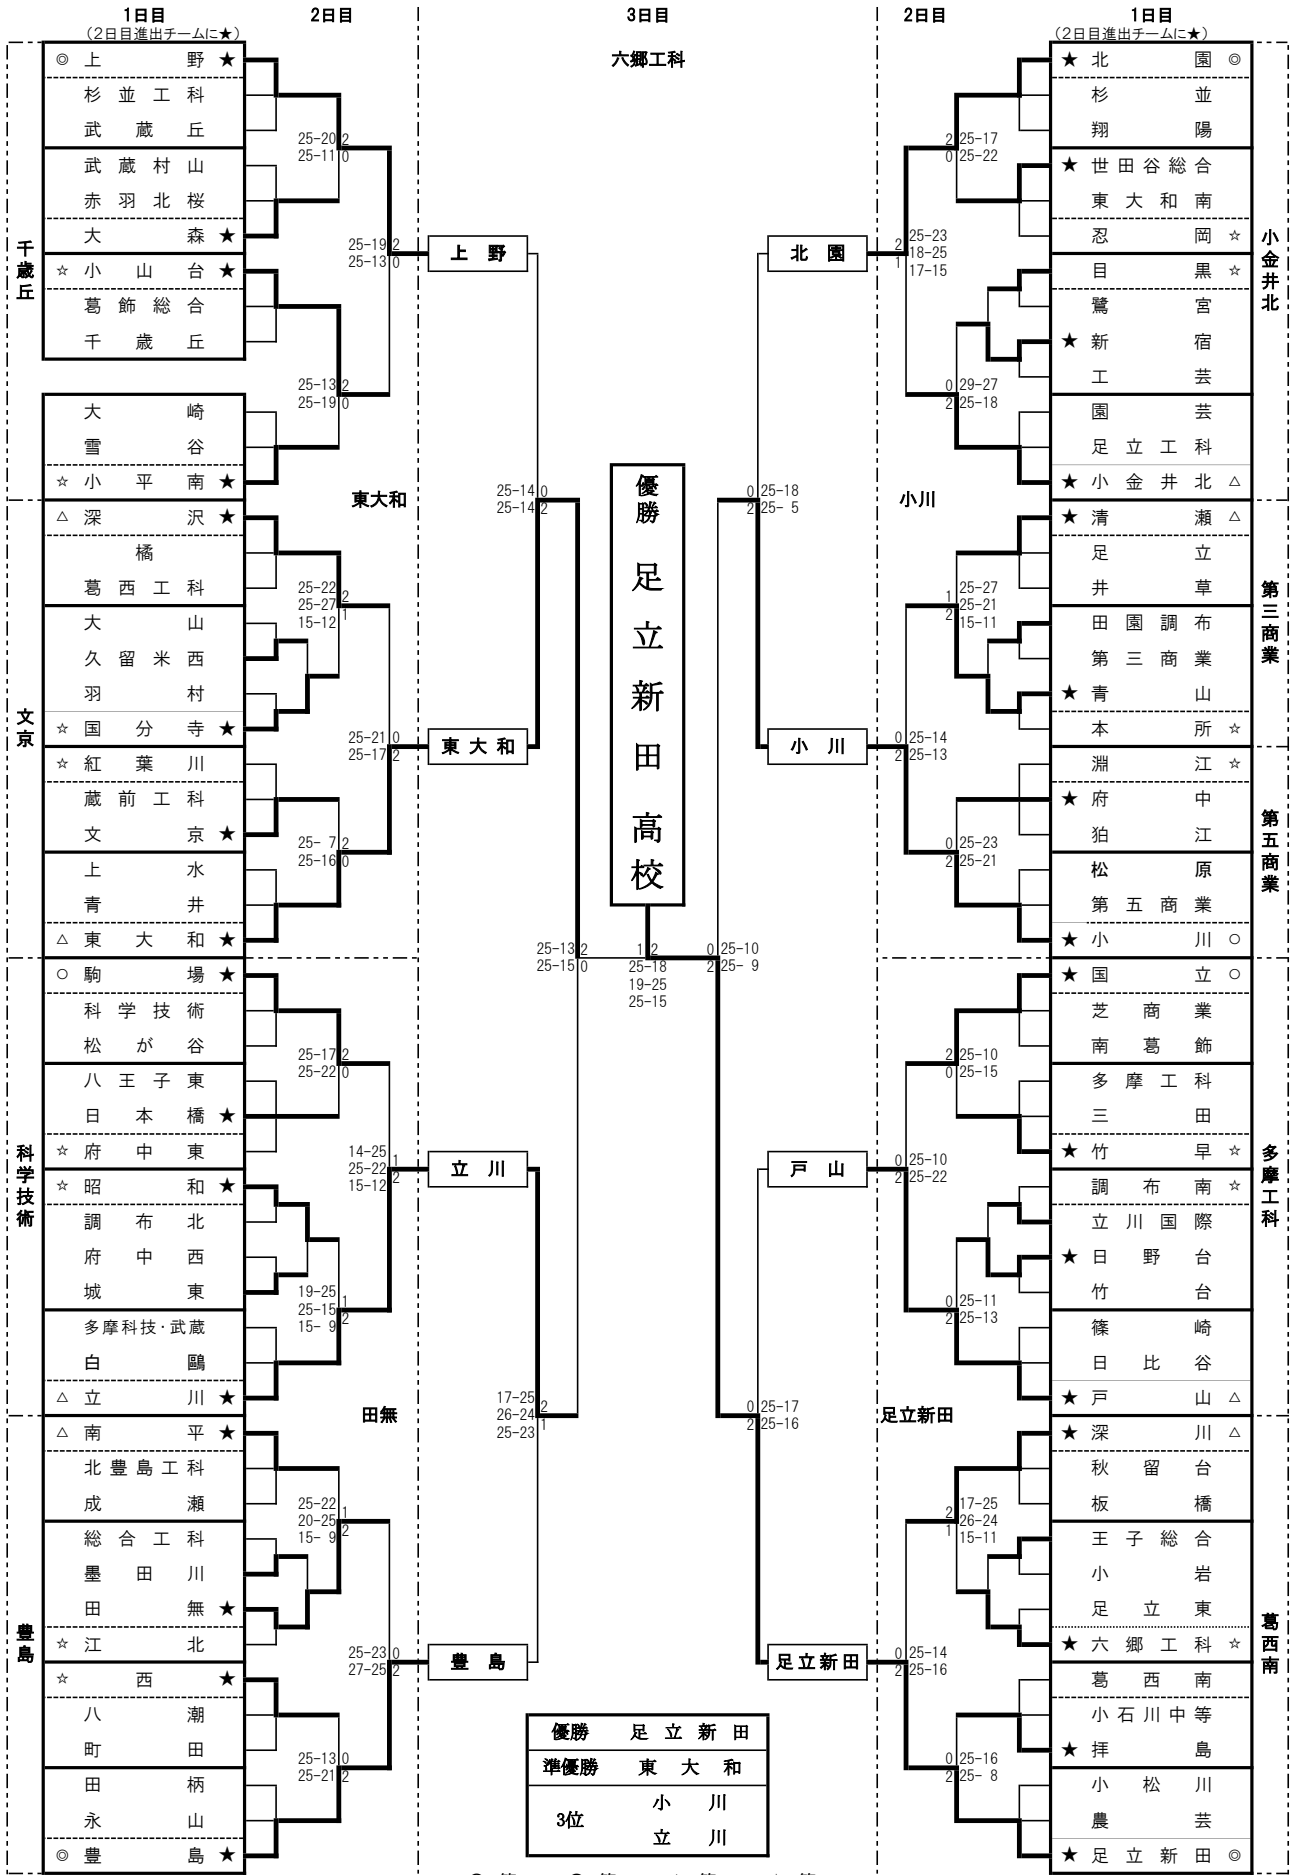 1日目 2日目 3日目 2日目 1日目
(2日目進出チームに★) (2日目進出チームに★)
六郷工科
千歳丘
◎ 上野 ★
杉並工科
武蔵丘
武蔵村山
赤羽北桜
大森 ★
☆ 小山台 ★
葛飾総合
千歳丘
大崎
雪谷
☆ 小平南 ★
文京
△ 深沢 ★
橘
葛西工科
大山
久留米西
羽村
☆ 国分寺 ★
☆ 紅葉川
蔵前工科
文京 ★
上水
青井
△ 東大和 ★
科学技術
○ 駒場 ★
科学技術
松が谷
八王子東
日本橋 ★
☆ 府中東
☆ 昭和 ★
調布北
府中西
城東
多摩科技・武蔵
白鷗
△ 立川 ★
豊島
△ 南平 ★
北豊島工科
成瀬
総合工科
墨田川
田無 ★
☆ 江北
☆ 西 ★
八潮
町田
田柄
永山
◎ 豊島 ★
25-20 2
25-11 0
25-13 2
25-19 0
25-19 2
25-13 0
東大和
25-22 2
25-27
15-12 1
25- 7 2
25-16 0
25-21 0
25-17 2
25-17 2
25-22 0
19-25 1
25-15
15- 9 2
14-25 1
25-22
15-12 2
田無
25-22 1
20-25
15- 9 2
25-13 0
25-21 2
25-23 0
27-25 2
上野
東大和
立川
豊島
25-14 0
25-14 2
17-25 2
26-24
25-23 1
25-13 2
25-15 0
優勝 足立新田高校
1 2
25-18
19-25
25-15
0 25-10
2 25- 9
0 25-18
2 25- 5
0 25-17
2 25-16
北園
小川
戸山
足立新田
2 25-23
18-25
1 17-15
2 25-17
0 25-22
0 29-27
2 25-18
小川
1 25-27
25-21
2 15-11
0 25-14
2 25-13
0 25-23
2 25-21
2 25-10
0 25-15
0 25-10
2 25-22
0 25-11
2 25-13
足立新田
2 17-25
26-24
1 15-11
0 25-14
2 25-16
0 25-16
2 25- 8
小金井北
★ 北園 ◎
杉並
翔陽
★ 世田谷総合
東大和南
忍岡 ☆
目黒 ☆
鷺宮
★ 新宿
工芸
園芸
足立工科
★ 小金井北 △
第三商業
★ 清瀬 △
足立
井草
田園調布
第三商業
★ 青山
本所 ☆
第五商業
淵江 ☆
★ 府中
狛江
松原
第五商業
★ 小川 ○
多摩工科
★ 国立 ○
芝商業
南葛飾
多摩工科
三田
★ 竹早 ☆
調布南 ☆
立川国際
★ 日野台
竹台
篠崎
日比谷
★ 戸山 △
葛西南
★ 深川 △
秋留台
板橋
王子総合
小岩
足立東
★ 六郷工科 ☆
葛西南
小石川中等
★ 拝島
小松川
農芸
★ 足立新田 ◎
優勝 足立新田
準優勝 東大和
3位 小川
立川